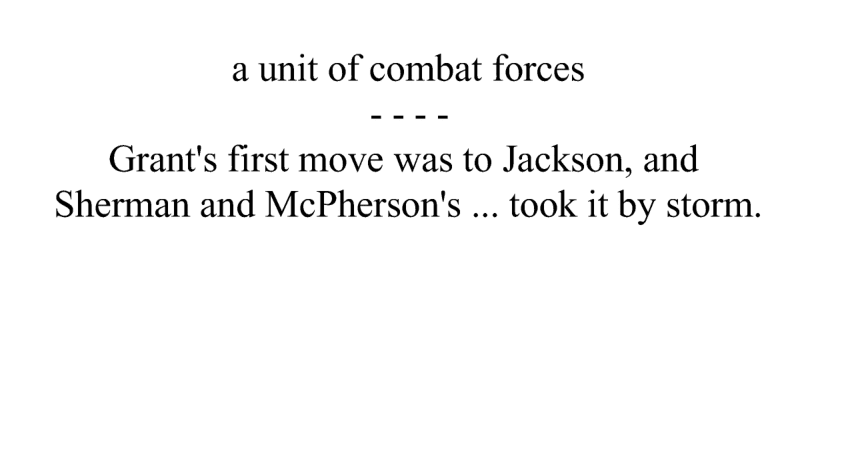 a unit of combat forces
- - - -
Grant's first move was to Jackson, and
Sherman and McPherson's ... took it by storm.